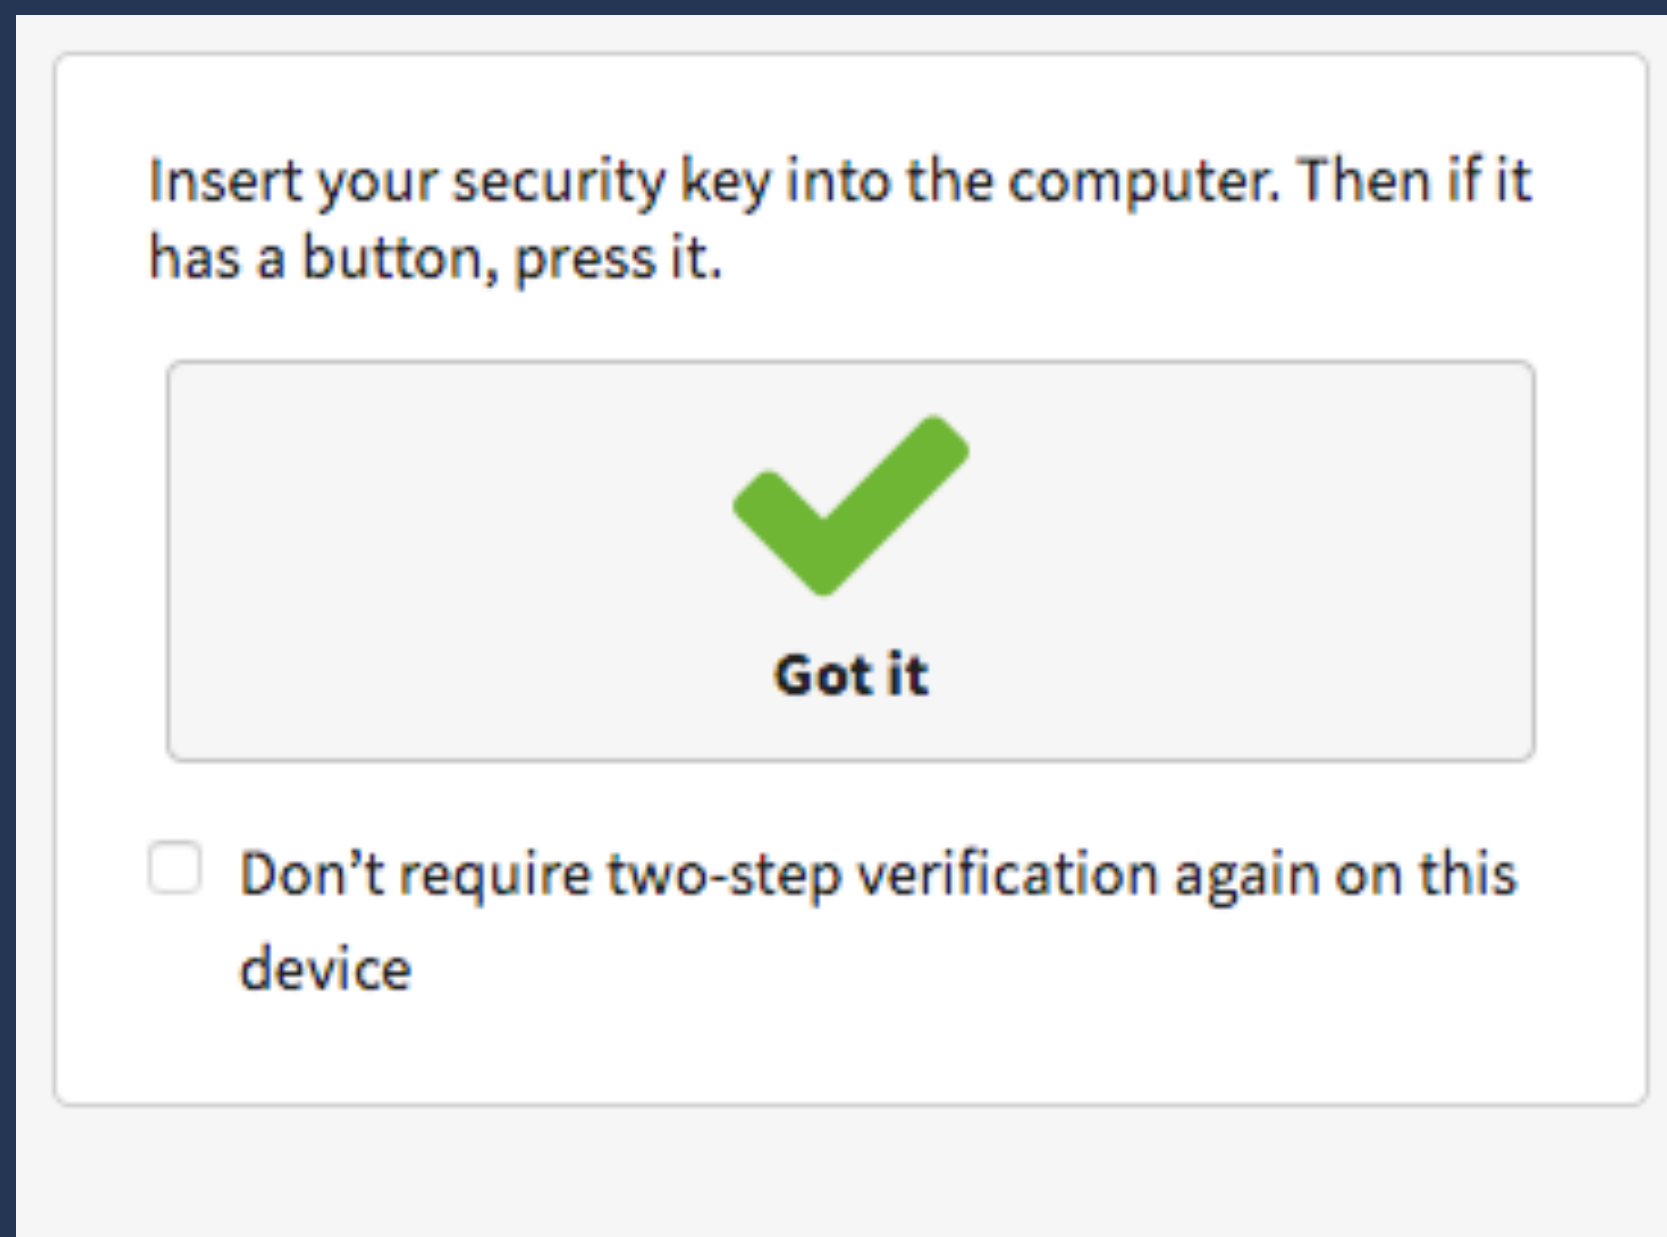 Insert your security key into the computer. Then if it
has a button, press it.
Got it
Don’t require two-step verification again on this
device